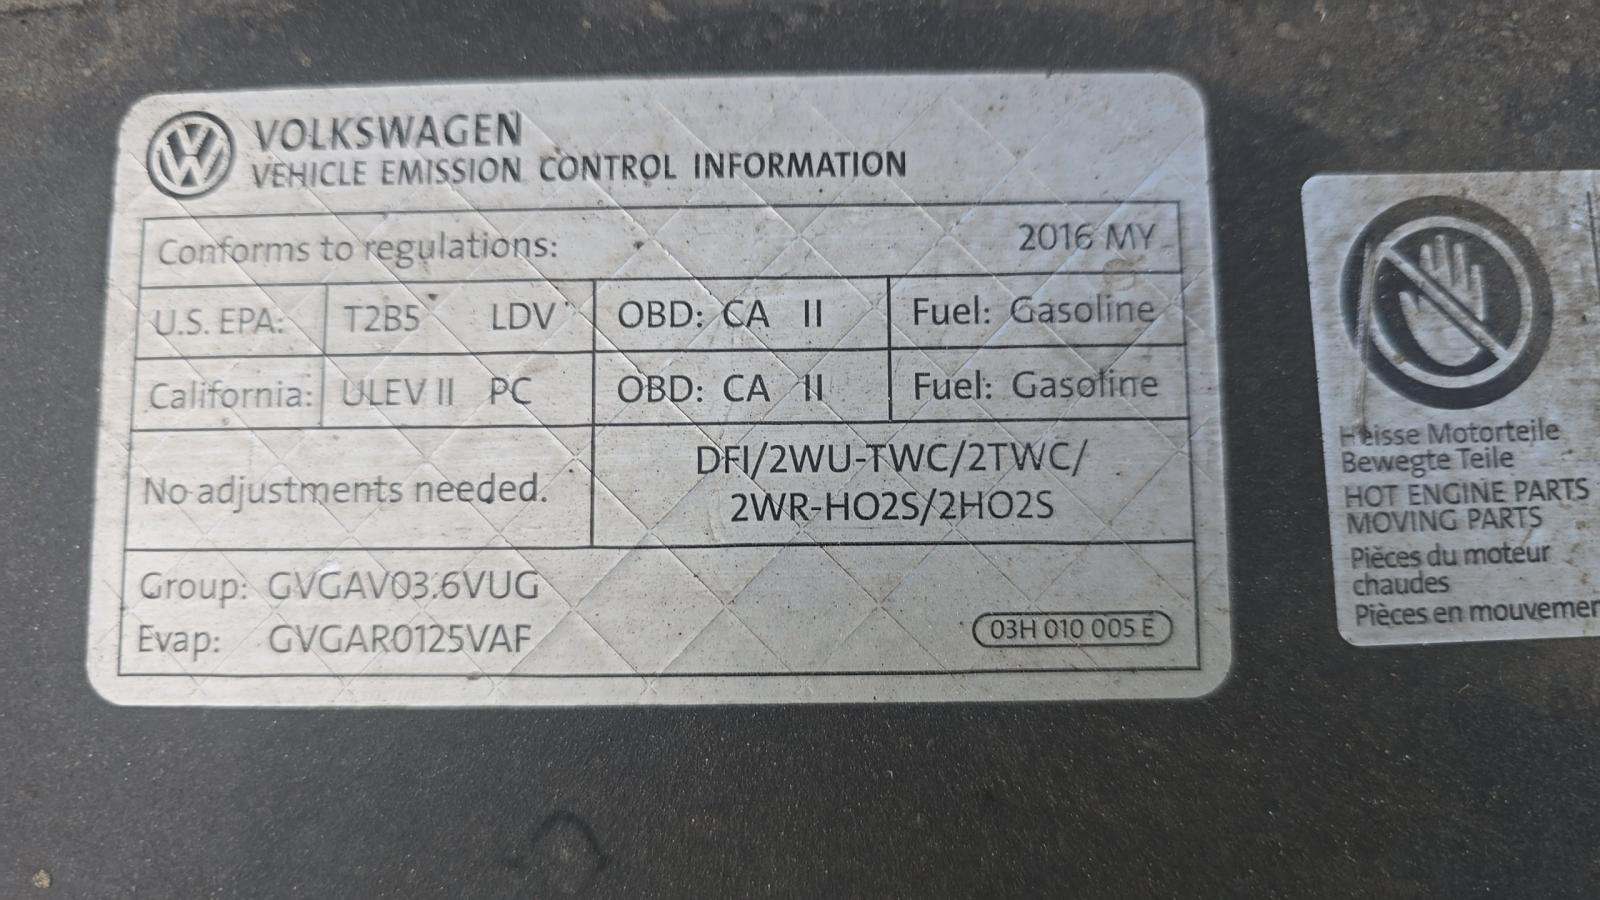 VOLKSWAGEN
VEHICLE EMISSION CONTROL INFORMATION
Conforms to regulations: 2016 MY
U.S. EPA: T2B5 LDV OBD: CA II Fuel: Gasoline
California: ULEV II PC OBD: CA II Fuel: Gasoline
No adjustments needed.
DFI/2WU-TWC/2TWC/
2WR-HO2S/2HO2S
Group: GVGAV03.6VUG
Evap: GVGAR0125VAF
03H 010 005 E
Heisse Motorteile
Bewegte Teile
HOT ENGINE PARTS
MOVING PARTS
Pièces du moteur
chaudes
Pièces en mouvemen